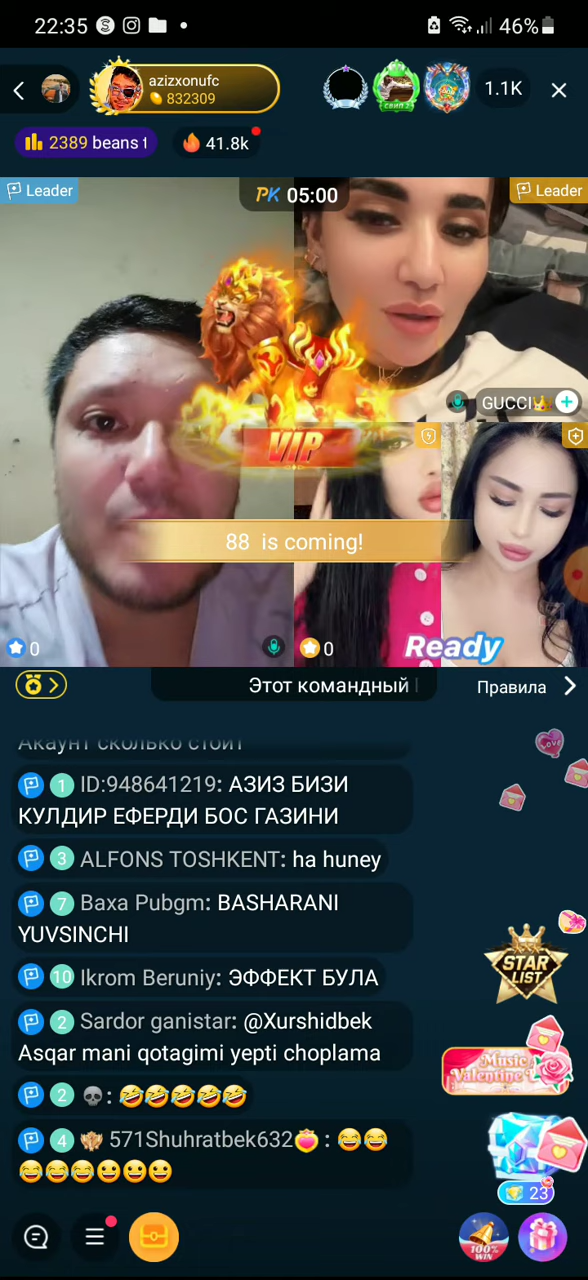 22:35
46%
azizxonufc
832309
1.1K
2389 beans t
41.8k
Leader
PK 05:00
Leader
GUCCI
VIP
88 is coming!
0
0
Ready
Этот командный
Правила
Акаунт сколько стоит
1 ID:948641219: АЗИЗ БИЗИ
КУЛДИР ЕФЕРДИ БОС ГАЗИНИ
3 ALFONS TOSHKENT: ha huney
7 Baxa Pubgm: BASHARANI
YUVSINCHI
10 Ikrom Beruniy: ЭФФЕКТ БУЛА
2 Sardor ganistar: @Xurshidbek
Asqar mani qotagimi yepti choplama
2 💀: 🤣🤣🤣🤣🤣
4 571Shuhratbek632: 😂😂
😂😂😂😀😀😀
LOVE
STAR
LIST
Music
Valentine
23
100%
WIN